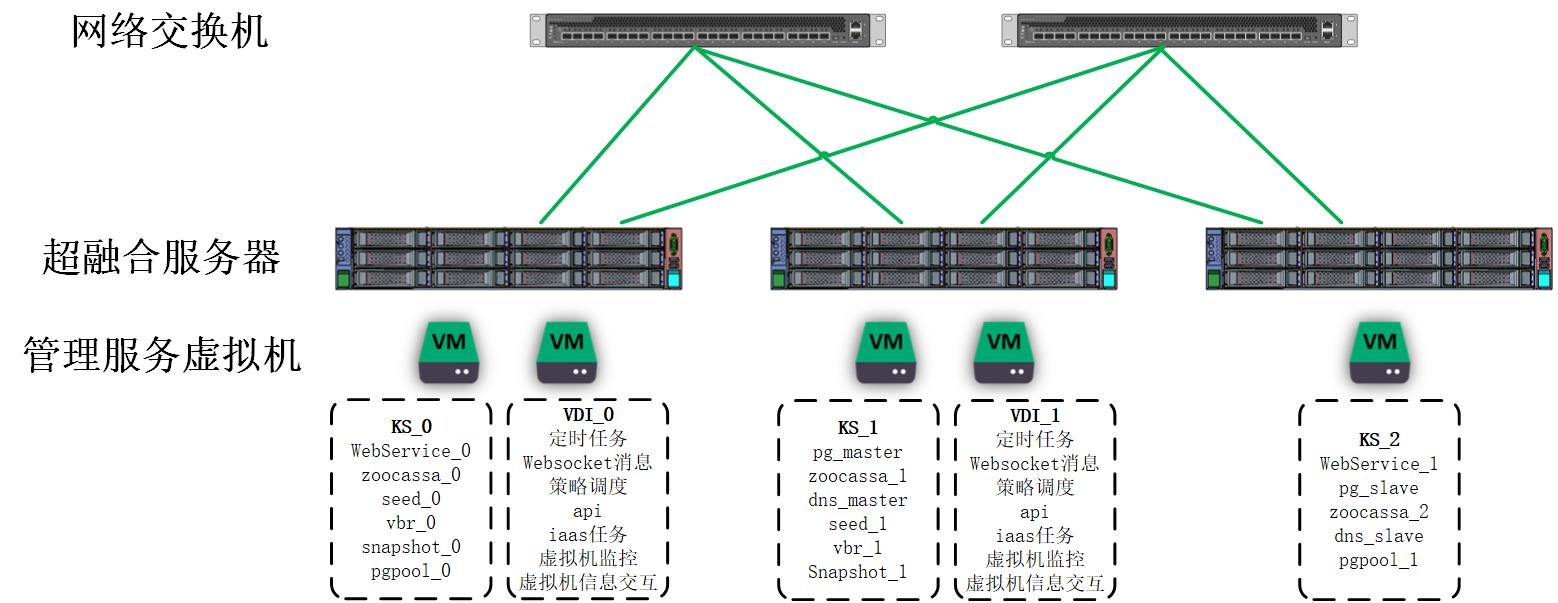 网络交换机
超融合服务器
管理服务虚拟机
VM
VM
VM
VM
VM
KS_0
WebService_0
zoocassa_0
seed_0
vbr_0
snapshot_0
pgpool_0
VDI_0
定时任务
Websocket消息
策略调度
api
iaas任务
虚拟机监控
虚拟机信息交互
KS_1
pg_master
zoocassa_1
dns_master
seed_1
vbr_1
Snapshot_1
VDI_1
定时任务
Websocket消息
策略调度
api
iaas任务
虚拟机监控
虚拟机信息交互
KS_2
WebService_1
pg_slave
zoocassa_2
dns_slave
pgpool_1